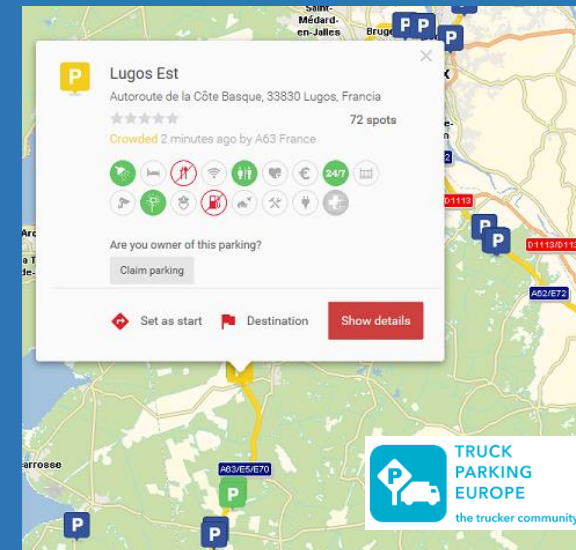 Saint-
Médard-
en-Jalles
Bruge
P
P
P
P
Lugos Est
Autoroute de la Côte Basque, 33830 Lugos, Francia
72 spots
Crowded 2 minutes ago by A63 France
24/7
€
D1113
P
P
D1113/D113
A62/E72
Are you owner of this parking?
Claim parking
Set as start
Destination
Show details
arrosse
A63/E5/E70
P
P
P
P
TRUCK
PARKING
EUROPE
the trucker community